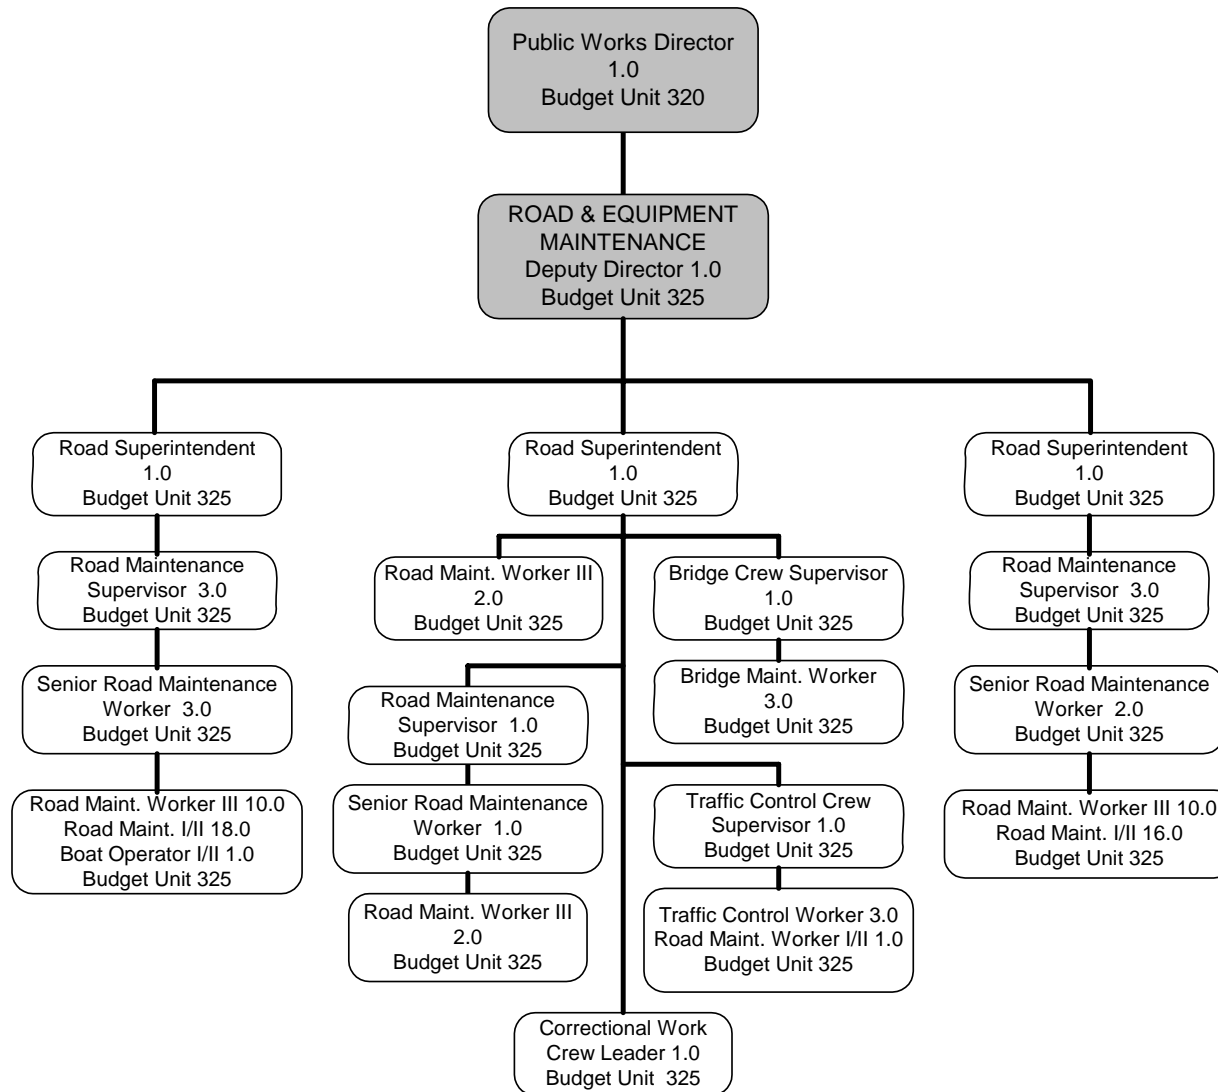 Public Works Director
1.0
Budget Unit 320
ROAD & EQUIPMENT
MAINTENANCE
Deputy Director 1.0
Budget Unit 325
Road Superintendent
1.0
Budget Unit 325
Road Maintenance
Supervisor 3.0
Budget Unit 325
Senior Road Maintenance
Worker 3.0
Budget Unit 325
Road Maint. Worker III 10.0
Road Maint. I/II 18.0
Boat Operator I/II 1.0
Budget Unit 325
Road Superintendent
1.0
Budget Unit 325
Road Maint. Worker III
2.0
Budget Unit 325
Road Maintenance
Supervisor 1.0
Budget Unit 325
Senior Road Maintenance
Worker 1.0
Budget Unit 325
Road Maint. Worker III
2.0
Budget Unit 325
Bridge Crew Supervisor
1.0
Budget Unit 325
Bridge Maint. Worker
3.0
Budget Unit 325
Traffic Control Crew
Supervisor 1.0
Budget Unit 325
Traffic Control Worker 3.0
Road Maint. Worker I/II 1.0
Budget Unit 325
Correctional Work
Crew Leader 1.0
Budget Unit 325
Road Superintendent
1.0
Budget Unit 325
Road Maintenance
Supervisor 3.0
Budget Unit 325
Senior Road Maintenance
Worker 2.0
Budget Unit 325
Road Maint. Worker III 10.0
Road Maint. I/II 16.0
Budget Unit 325